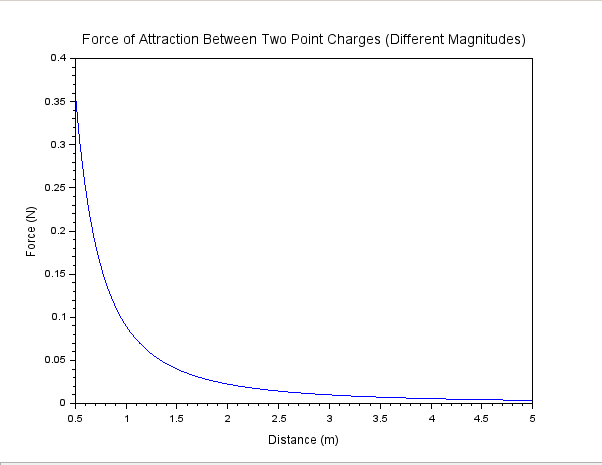 Force of Attraction Between Two Point Charges (Different Magnitudes)
0.4
0.35
0.3
0.25
0.2
0.15
0.1
0.05
0
Force (N)
0.5 1 1.5 2 2.5 3 3.5 4 4.5 5
Distance (m)